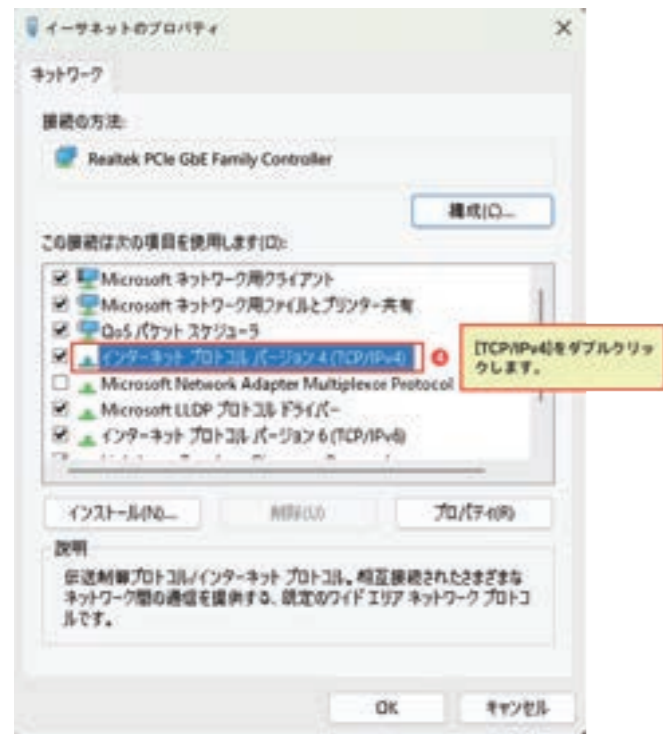 イーサネットのプロパティ
ネットワーク
接続の方法:
Realtek PCIe GbE Family Controller
構成(C)...
この接続は次の項目を使用します(O):
Microsoft ネットワーク用クライアント
Microsoft ネットワーク用ファイルとプリンター共有
QoS パケット スケジューラ
インターネット プロトコル バージョン 4 (TCP/IPv4)
[TCP/IPv4]をダブルクリックします。
Microsoft Network Adapter Multiplexor Protocol
Microsoft LLDP プロトコル ドライバー
インターネット プロトコル バージョン 6 (TCP/IPv6)
インストール(N)...
削除(U)
プロパティ(R)
説明
伝送制御プロトコル/インターネット プロトコル。相互接続されたさまざまな
ネットワーク間の通信を提供する、既定のワイド エリア ネットワーク プロトコ
ルです。
OK
キャンセル